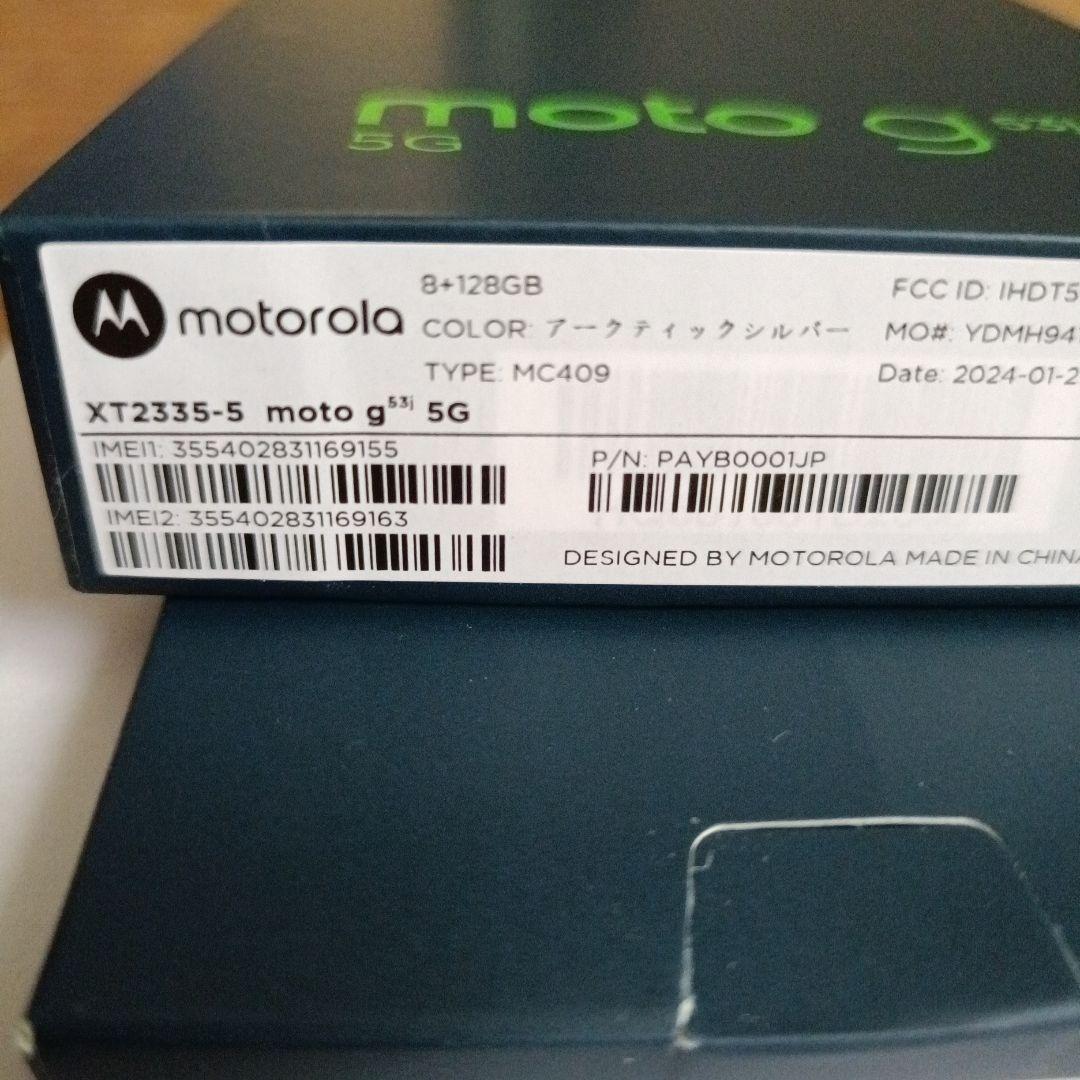 moto g
5G
motorola
8+128GB
COLOR: アークティックシルバー
TYPE: MC409
FCC ID: IHDT5
MO#: YDMH941
Date: 2024-01-2
XT2335-5 moto g53j 5G
IMEI1: 355402831169155
IMEI2: 355402831169163
P/N: PAYB0001JP
DESIGNED BY MOTOROLA MADE IN CHINA